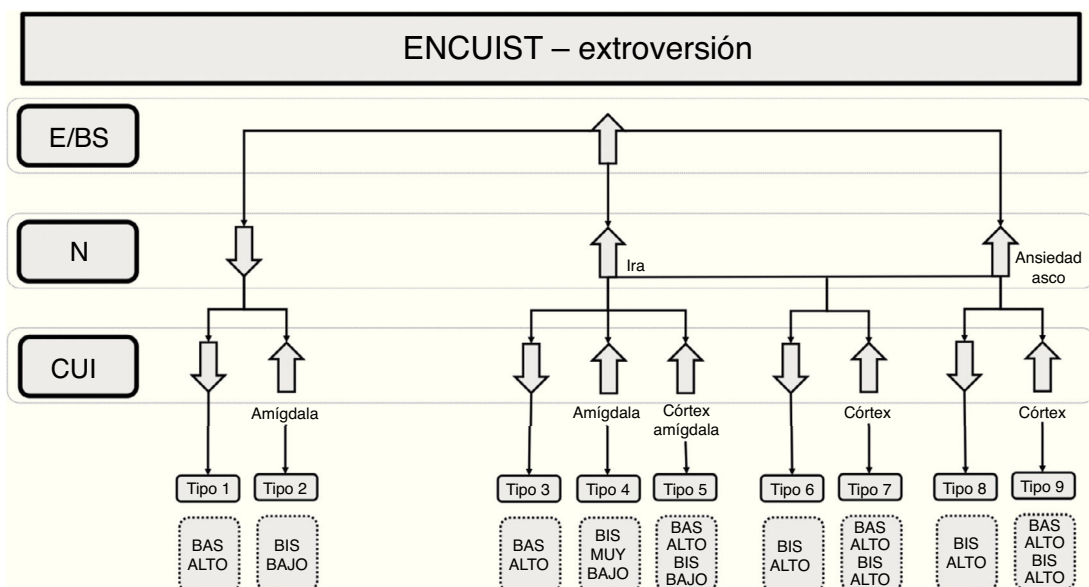 ENCUIST – extroversión
E/BS
N
Ira
Ansiedad
asco
CUI
Amígdala
Amígdala
Córtex
amígdala
Córtex
Córtex
Tipo 1
Tipo 2
Tipo 3
Tipo 4
Tipo 5
Tipo 6
Tipo 7
Tipo 8
Tipo 9
BAS
ALTO
BIS
BAJO
BAS
ALTO
BIS
MUY
BAJO
BAS
ALTO
BIS
BAJO
BIS
ALTO
BAS
ALTO
BIS
ALTO
BIS
ALTO
BAS
ALTO
BIS
ALTO